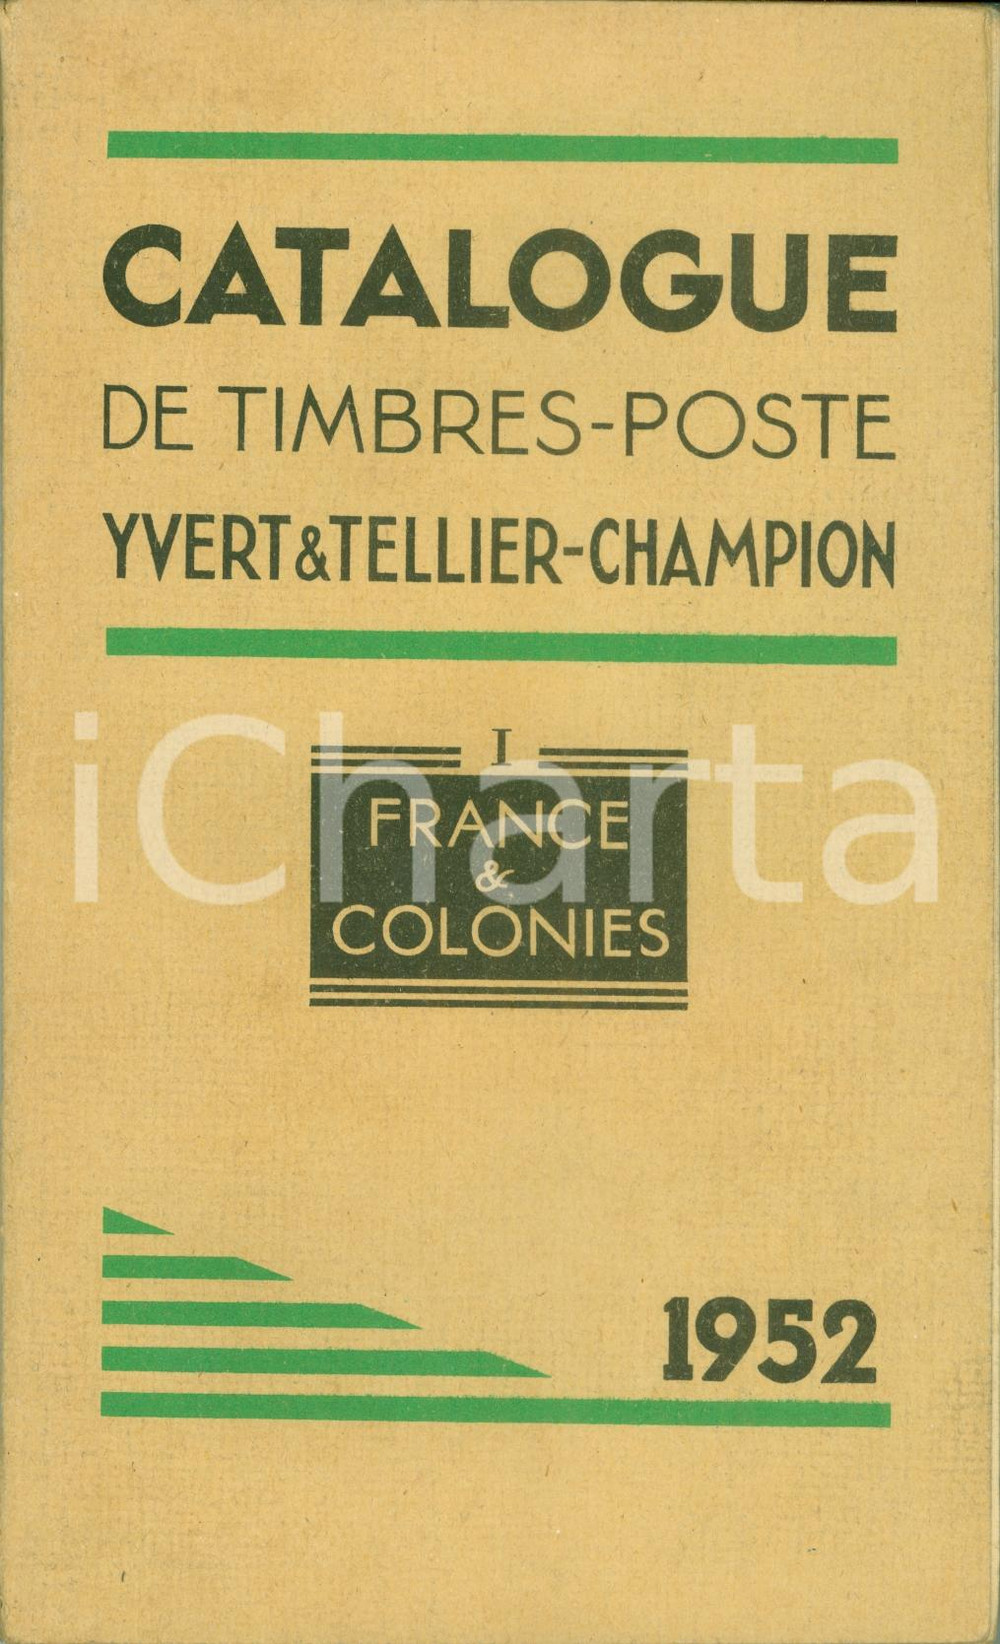 CATALOGUE
DE TIMBRES-POSTE
YVERT & TELLIER-CHAMPION
I
FRANCE
&
COLONIES
iCharta
1952